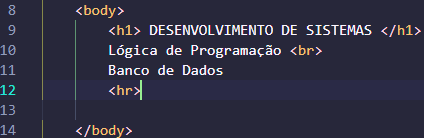 8 <body>
9 <h1> DESENVOLVIMENTO DE SISTEMAS </h1>
10 Lógica de Programação <br>
11 Banco de Dados
12 <hr>
13
14 </body>